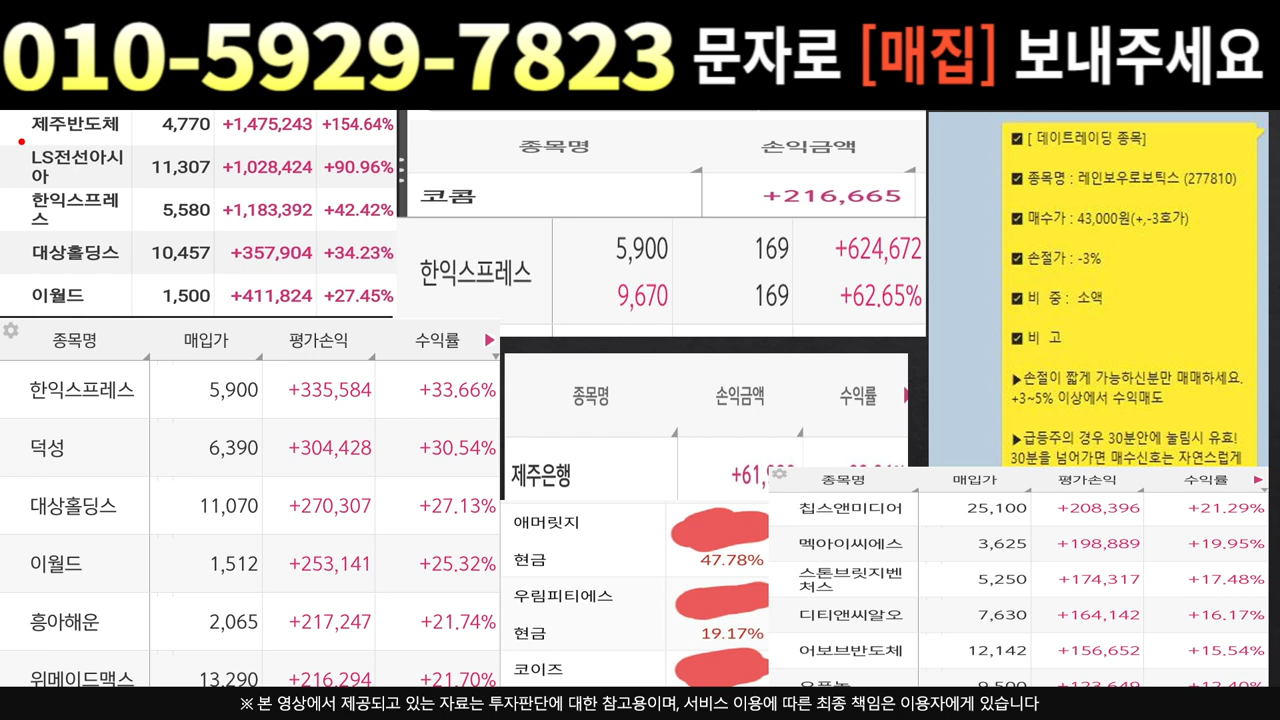 010-5929-7823 문자로 [매집] 보내주세요
제주반도체 4,770 +1,475,243 +154.64%
LS전선아시
아 11,307 +1,028,424 +90.96%
한익스프레
스 5,580 +1,183,392 +42.42%
대상홀딩스 10,457 +357,904 +34.23%
이월드 1,500 +411,824 +27.45%
종목명 손익금액
코콤 +216,665
한익스프레스 5,900 169 +624,672
9,670 169 +62.65%
☑ [ 데이트레이딩 종목]
☑ 종목명 : 레인보우로보틱스 (277810)
☑ 매수가 : 43,000원(+,-3호가)
☑ 손절가 : -3%
☑ 비 중 : 소액
☑ 비 고
▶손절이 짧게 가능하신분만 매매하세요.
+3~5% 이상에서 수익매도
▶급등주의 경우 30분안에 눌림시 유효!
30분을 넘어가면 매수신호는 자연스럽게
종목명 매입가 평가손익 수익률
한익스프레스 5,900 +335,584 +33.66%
덕성 6,390 +304,428 +30.54%
대상홀딩스 11,070 +270,307 +27.13%
이월드 1,512 +253,141 +25.32%
흥아해운 2,065 +217,247 +21.74%
위메이드맥스 13,290 +216,294 +21.70%
종목명 손익금액 수익률
제주은행 +61,
애머릿지
현금 47.78%
우림피티에스
현금 19.17%
코이즈
종목명 매입가 평가손익 수익률
칩스앤미디어 25,100 +208,396 +21.29%
멕아이씨에스 3,625 +198,889 +19.95%
스톤브릿지벤
처스 5,250 +174,317 +17.48%
디티앤씨알오 7,630 +164,142 +16.17%
어보브반도체 12,142 +156,652 +15.54%
※ 본 영상에서 제공되고 있는 자료는 투자판단에 대한 참고용이며, 서비스 이용에 따른 최종 책임은 이용자에게 있습니다